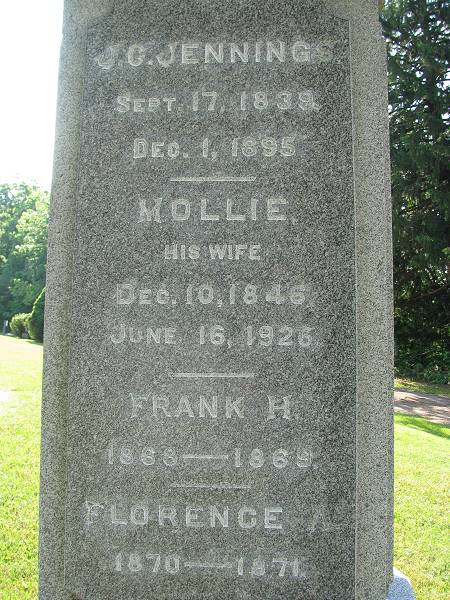 J.C. JENNINGS.
SEPT. 17, 1839.
DEC. 1, 1895
MOLLIE.
HIS WIFE
DEC. 10, 1846.
JUNE 16, 1926.
FRANK H.
1868—1869.
FLORENCE A.
1870—1871.